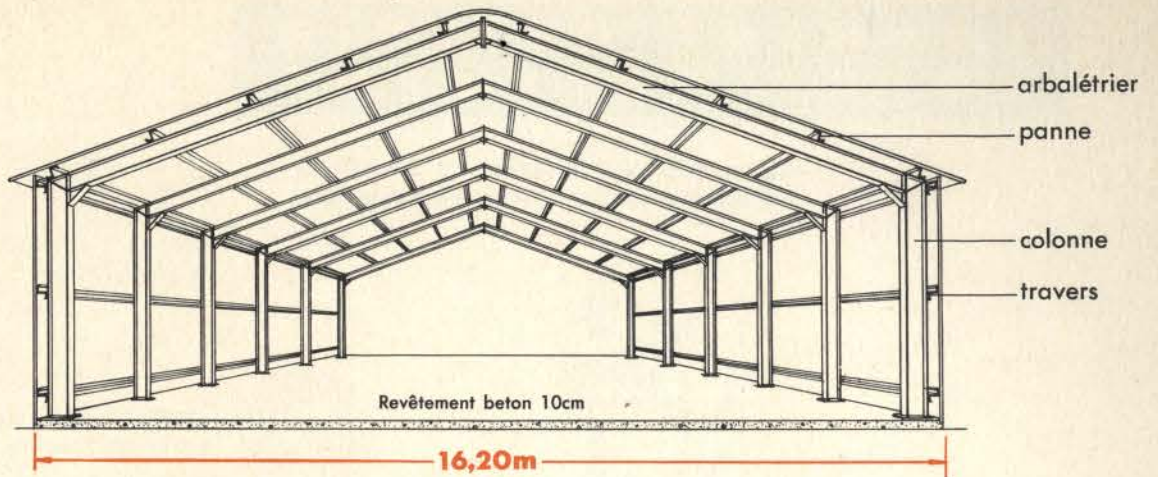 arbalétrier
panne
colonne
travers
Revêtement beton 10cm
16,20m